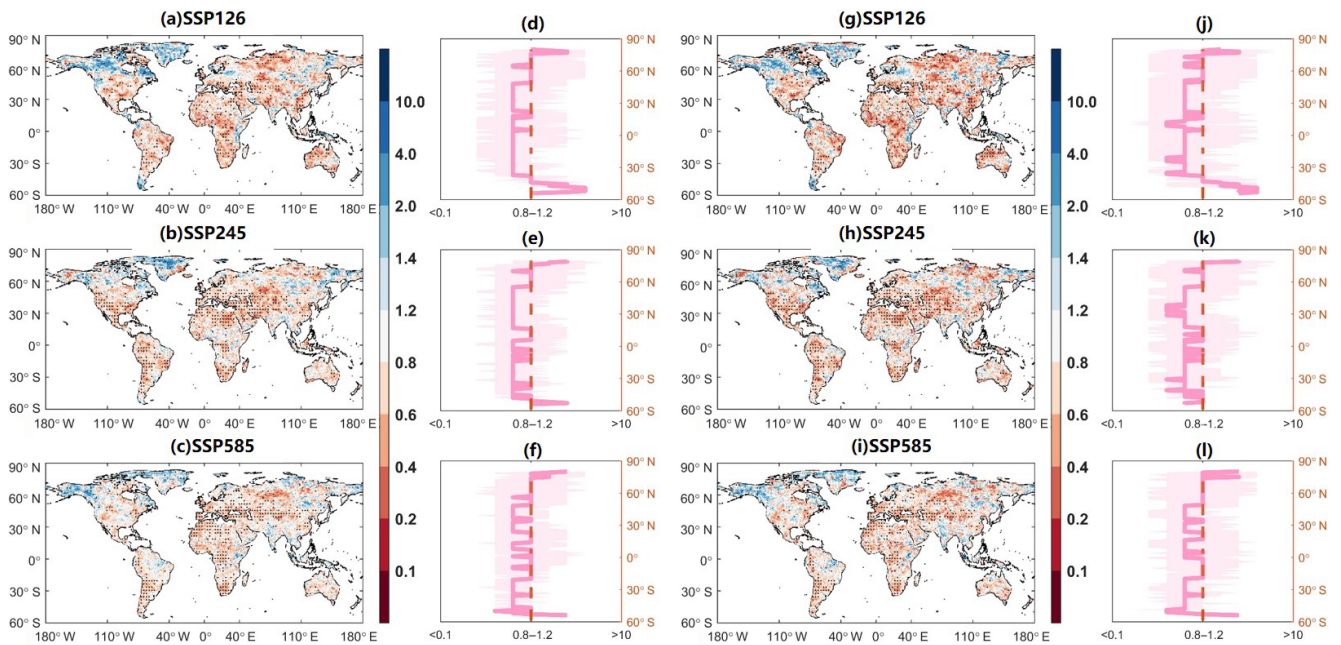 (a)SSP126
90° N
60° N
30° N
0°
30° S
60° S
180° W 110° W 40° W 0° 40° E 110° E 180° E
(b)SSP245
90° N
60° N
30° N
0°
30° S
60° S
180° W 110° W 40° W 0° 40° E 110° E 180° E
(c)SSP585
90° N
60° N
30° N
0°
30° S
60° S
180° W 110° W 40° W 0° 40° E 110° E 180° E
10.0
4.0
2.0
1.4
1.2
0.8
0.6
0.4
0.2
0.1
(d)
90° N
60° N
30° N
0°
30° S
60° S
<0.1 0.8−1.2 >10
(e)
90° N
60° N
30° N
0°
30° S
60° S
<0.1 0.8−1.2 >10
(f)
90° N
60° N
30° N
0°
30° S
60° S
<0.1 0.8−1.2 >10
(g)SSP126
90° N
60° N
30° N
0°
30° S
60° S
180° W 110° W 40° W 0° 40° E 110° E 180° E
(h)SSP245
90° N
60° N
30° N
0°
30° S
60° S
180° W 110° W 40° W 0° 40° E 110° E 180° E
(i)SSP585
90° N
60° N
30° N
0°
30° S
60° S
180° W 110° W 40° W 0° 40° E 110° E 180° E
10.0
4.0
2.0
1.4
1.2
0.8
0.6
0.4
0.2
0.1
(j)
90° N
60° N
30° N
0°
30° S
60° S
<0.1 0.8−1.2 >10
(k)
90° N
60° N
30° N
0°
30° S
60° S
<0.1 0.8−1.2 >10
(l)
90° N
60° N
30° N
0°
30° S
60° S
<0.1 0.8−1.2 >10